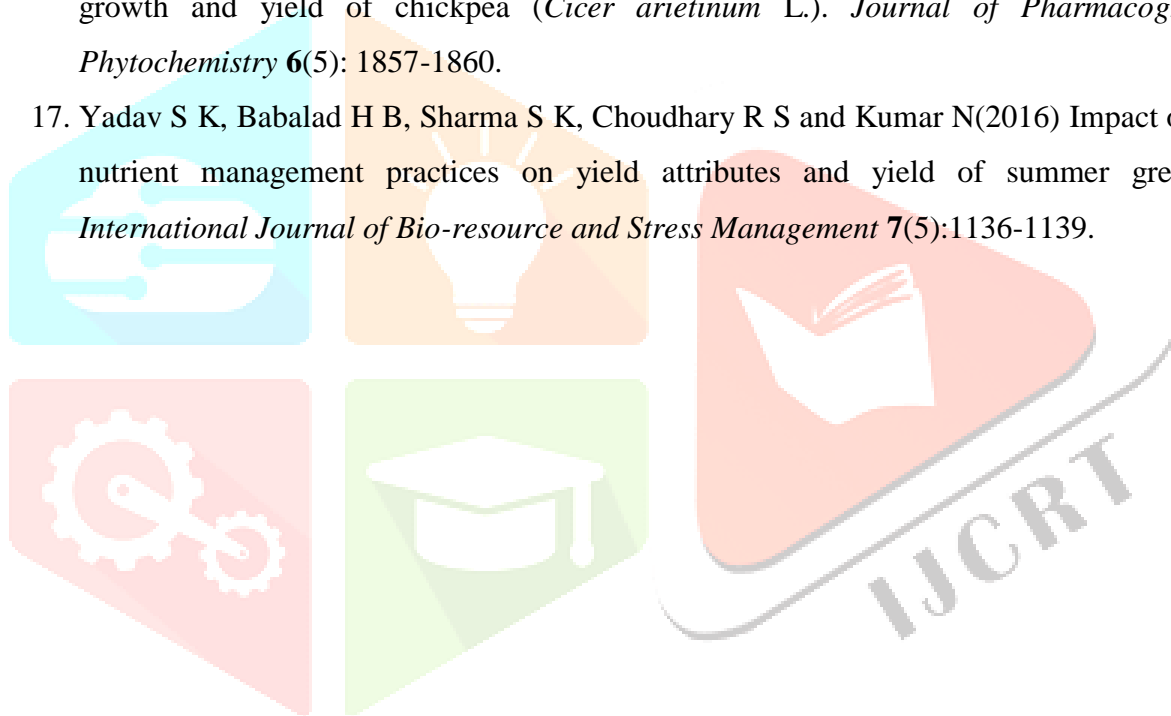 growth and yield of chickpea (Cicer arietinum L.). Journal of
Phytochemistry 6(5): 1857-1860.
17. Yadav S K, Babalad H B, Sharma S K, Choudhary R S and Kumar N(2016) Impact
nutrient management practices on yield attributes and yield of summer
International Journal of Bio-resource and Stress Management 7(5):1136-1139.
IJCRT